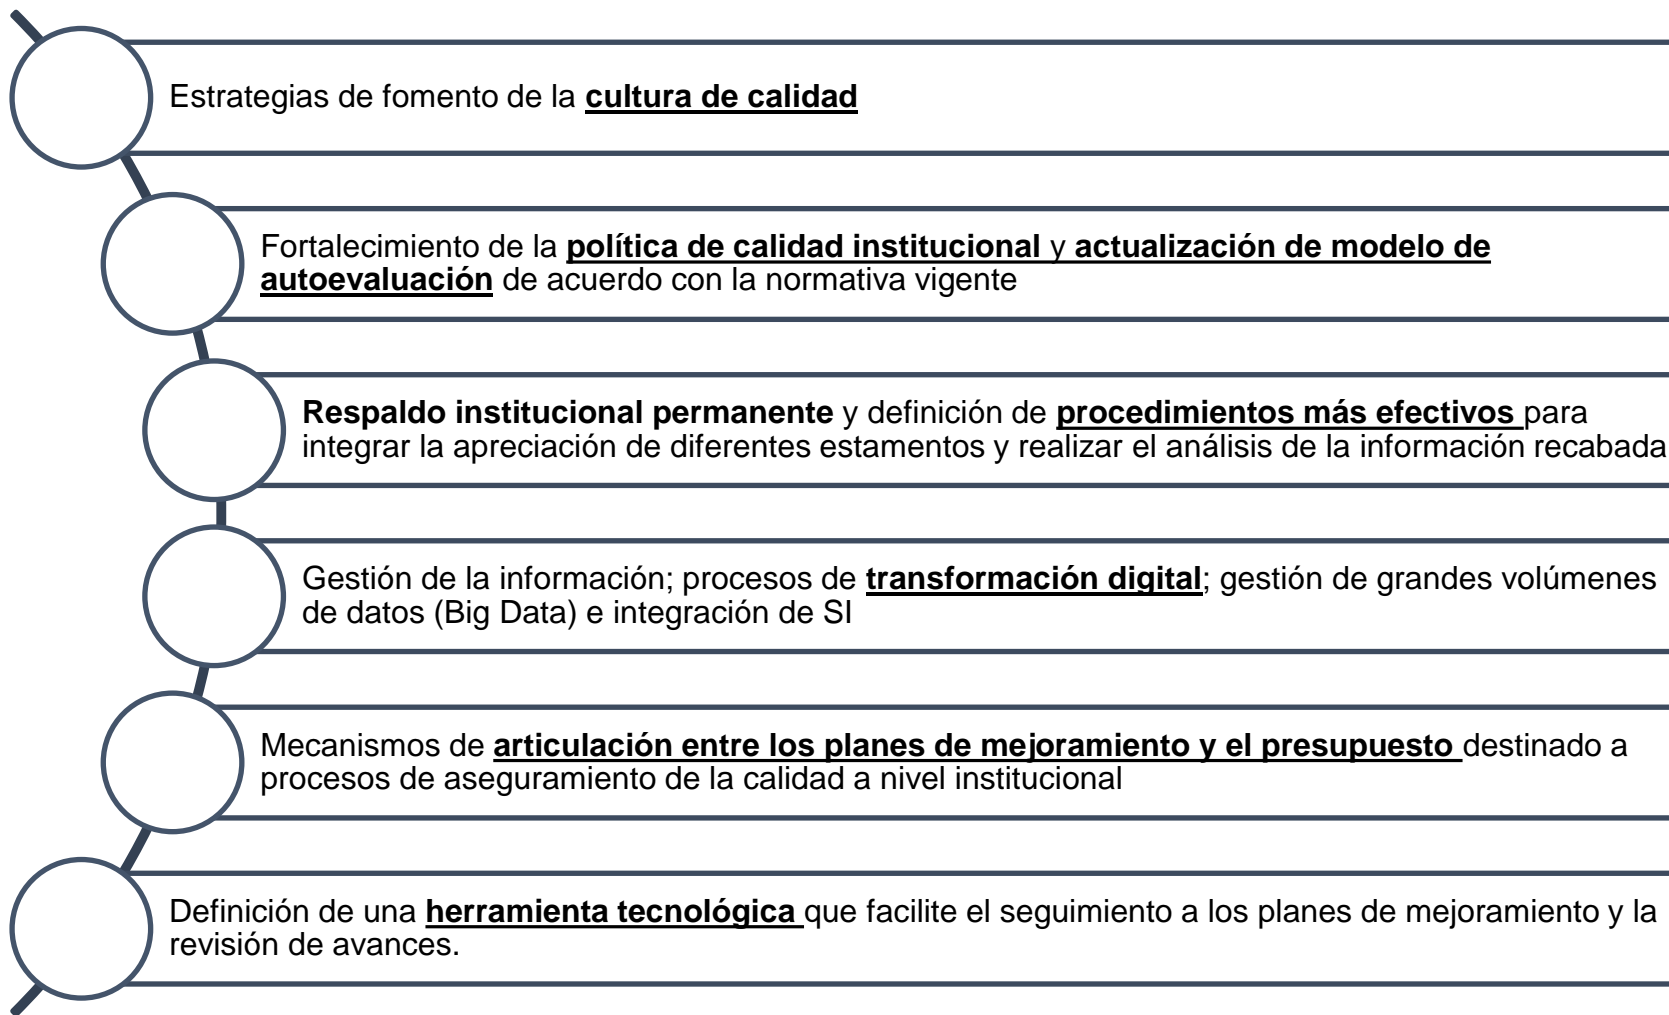 Estrategias de fomento de la cultura de calidad
Fortalecimiento de la política de calidad institucional y actualización de modelo de
autoevaluación de acuerdo con la normativa vigente
Respaldo institucional permanente y definición de procedimientos más efectivos para
integrar la apreciación de diferentes estamentos y realizar el análisis de la información recabada
Gestión de la información; procesos de transformación digital; gestión de grandes volúmenes
de datos (Big Data) e integración de SI
Mecanismos de articulación entre los planes de mejoramiento y el presupuesto destinado a
procesos de aseguramiento de la calidad a nivel institucional
Definición de una herramienta tecnológica que facilite el seguimiento a los planes de mejoramiento y la
revisión de avances.